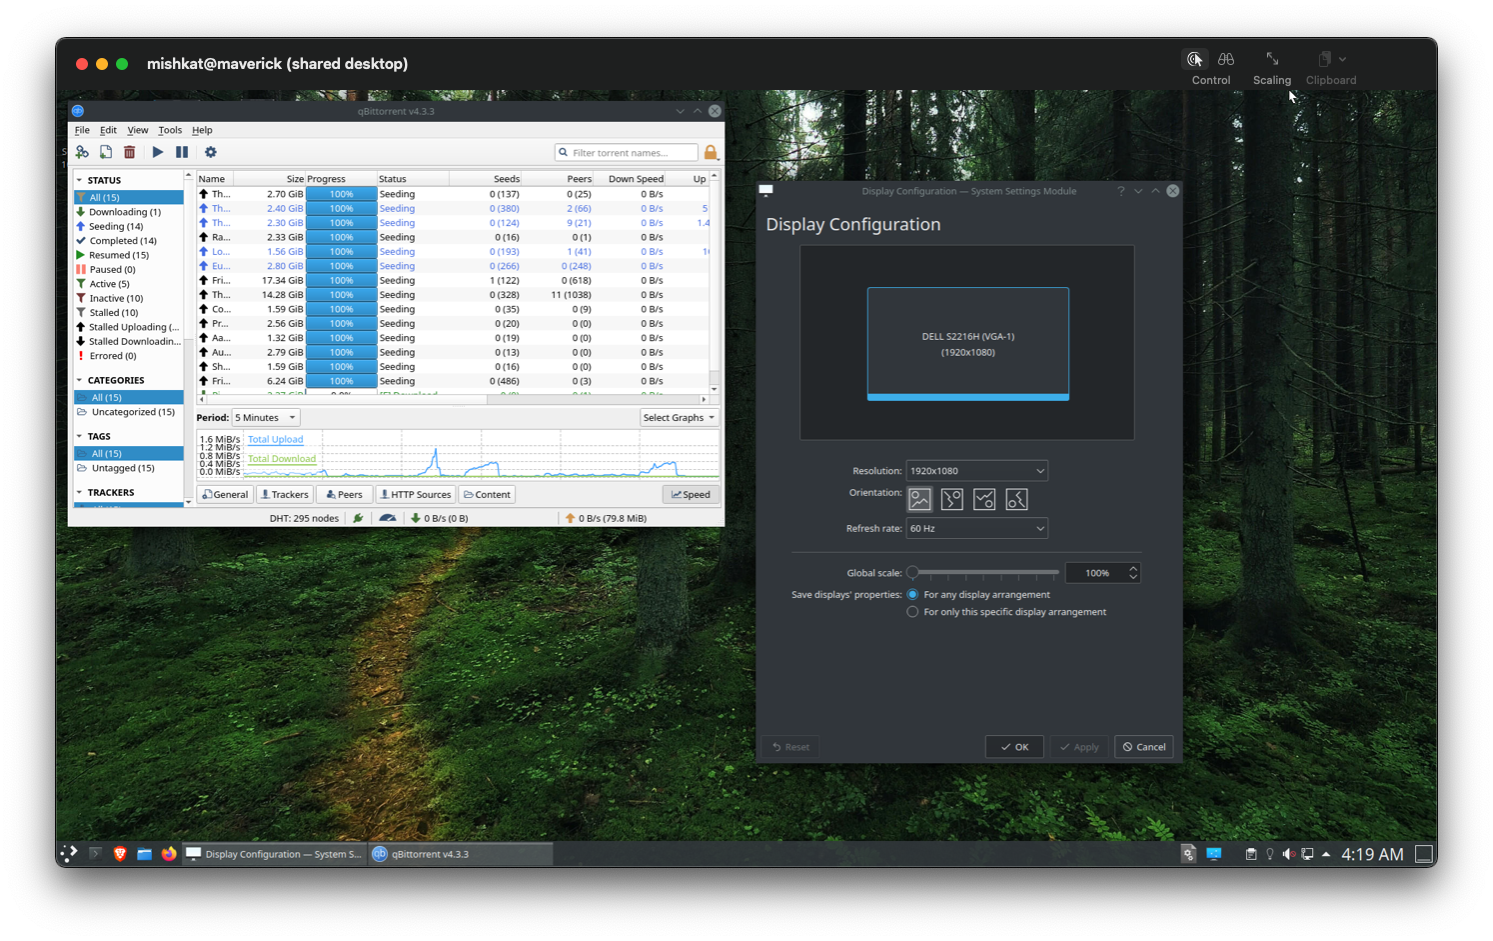 mishkat@maverick (shared desktop)
Control
Scaling
Clipboard
qBittorrent v4.3.3
File Edit View Tools Help
Filter torrent names...
STATUS
All (15)
Downloading (1)
Seeding (14)
Completed (14)
Resumed (15)
Paused (0)
Active (5)
Inactive (10)
Stalled (10)
Stalled Uploading (...
Stalled Downloadin...
Errored (0)
CATEGORIES
All (15)
Uncategorized (15)
TAGS
All (15)
Untagged (15)
TRACKERS
Name Size Progress Status Seeds Peers Down Speed Up
Th... 2.70 GiB 100% Seeding 0 (137) 0 (25) 0 B/s
Th... 2.40 GiB 100% Seeding 0 (380) 2 (66) 0 B/s 5
Th... 2.30 GiB 100% Seeding 0 (124) 9 (21) 0 B/s 1.4
Ra... 2.33 GiB 100% Seeding 0 (16) 0 (1) 0 B/s
Lo... 1.56 GiB 100% Seeding 0 (193) 1 (41) 0 B/s
Eu... 2.80 GiB 100% Seeding 0 (266) 0 (248) 0 B/s
Fri... 17.34 GiB 100% Seeding 1 (122) 0 (618) 0 B/s
Th... 14.28 GiB 100% Seeding 0 (328) 11 (1038) 0 B/s
Co... 1.59 GiB 100% Seeding 0 (35) 0 (9) 0 B/s
Pr... 2.56 GiB 100% Seeding 0 (20) 0 (0) 0 B/s
Aa... 1.32 GiB 100% Seeding 0 (19) 0 (0) 0 B/s
Au... 2.79 GiB 100% Seeding 0 (13) 0 (0) 0 B/s
Sh... 1.59 GiB 100% Seeding 0 (16) 0 (0) 0 B/s
Fri... 6.24 GiB 100% Seeding 0 (486) 0 (3) 0 B/s
Period: 5 Minutes Select Graphs
1.6 MiB/s
1.2 MiB/s
0.8 MiB/s
0.4 MiB/s
0.0 MiB/s
Total Upload
Total Download
General Trackers Peers HTTP Sources Content Speed
DHT: 295 nodes 0 B/s (0 B) 0 B/s (79.8 MiB)
Display Configuration — System Settings Module
Display Configuration
DELL S2216H (VGA-1)
(1920x1080)
Resolution: 1920x1080
Orientation:
Refresh rate: 60 Hz
Global scale: 100%
Save displays' properties: For any display arrangement
For only this specific display arrangement
Reset OK Apply Cancel
Display Configuration — System S...
qBittorrent v4.3.3
4:19 AM